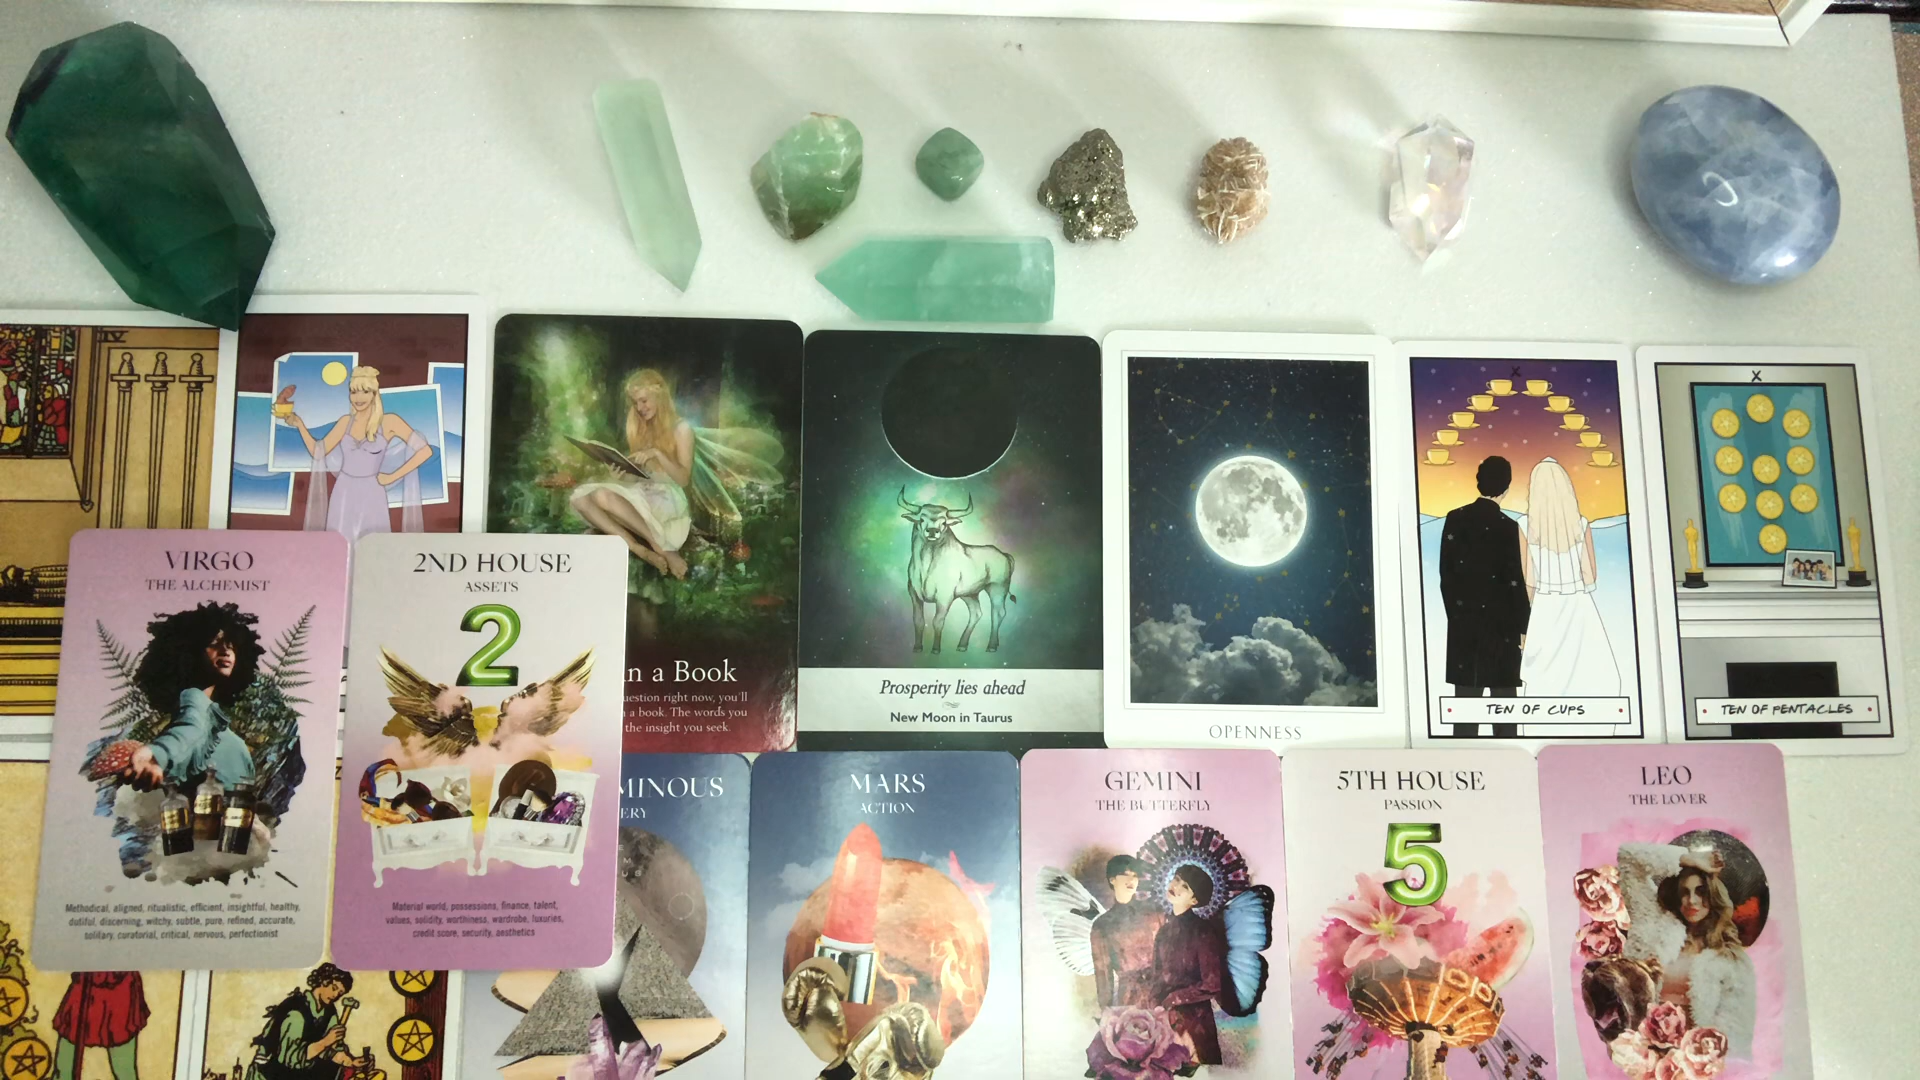 IV
X
X
in a Book
uestion right now, you'll
a book. The words you
the insight you seek.
Prosperity lies ahead
New Moon in Taurus
OPENNESS
TEN OF CUPS
TEN OF PENTACLES
VIRGO
THE ALCHEMIST
Methodical, aligned, ritualistic, efficient, insightful, healthy,
dutiful, discerning, witchy, subtle, pure, refined, accurate,
solitary, curatorial, critical, nervous, perfectionist
2ND HOUSE
ASSETS
2
Material world, possessions, finance, talent,
values, solidity, worthiness, wardrobe, luxuries,
credit score, security, aesthetics
MINOUS
ERY
MARS
ACTION
GEMINI
THE BUTTERFLY
5TH HOUSE
PASSION
5
LEO
THE LOVER